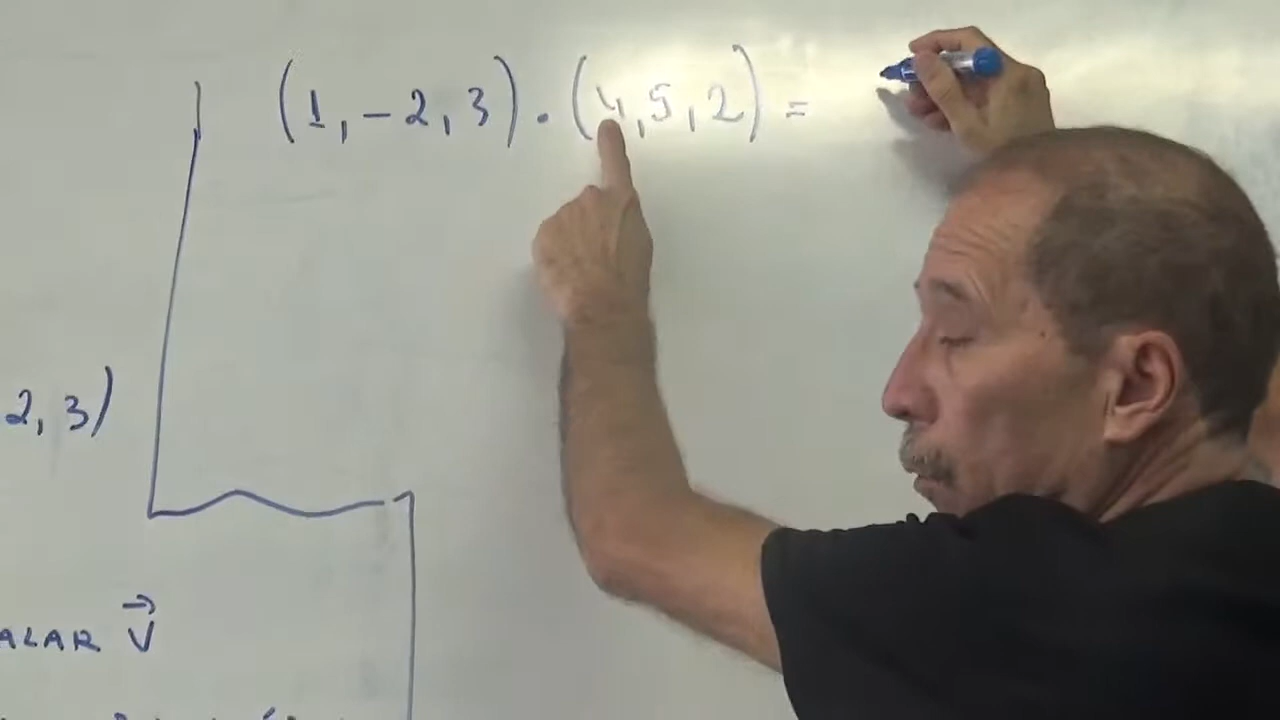 (1, -2, 3) · (4, 5, 2) =
2, 3)
ALAR V⃗